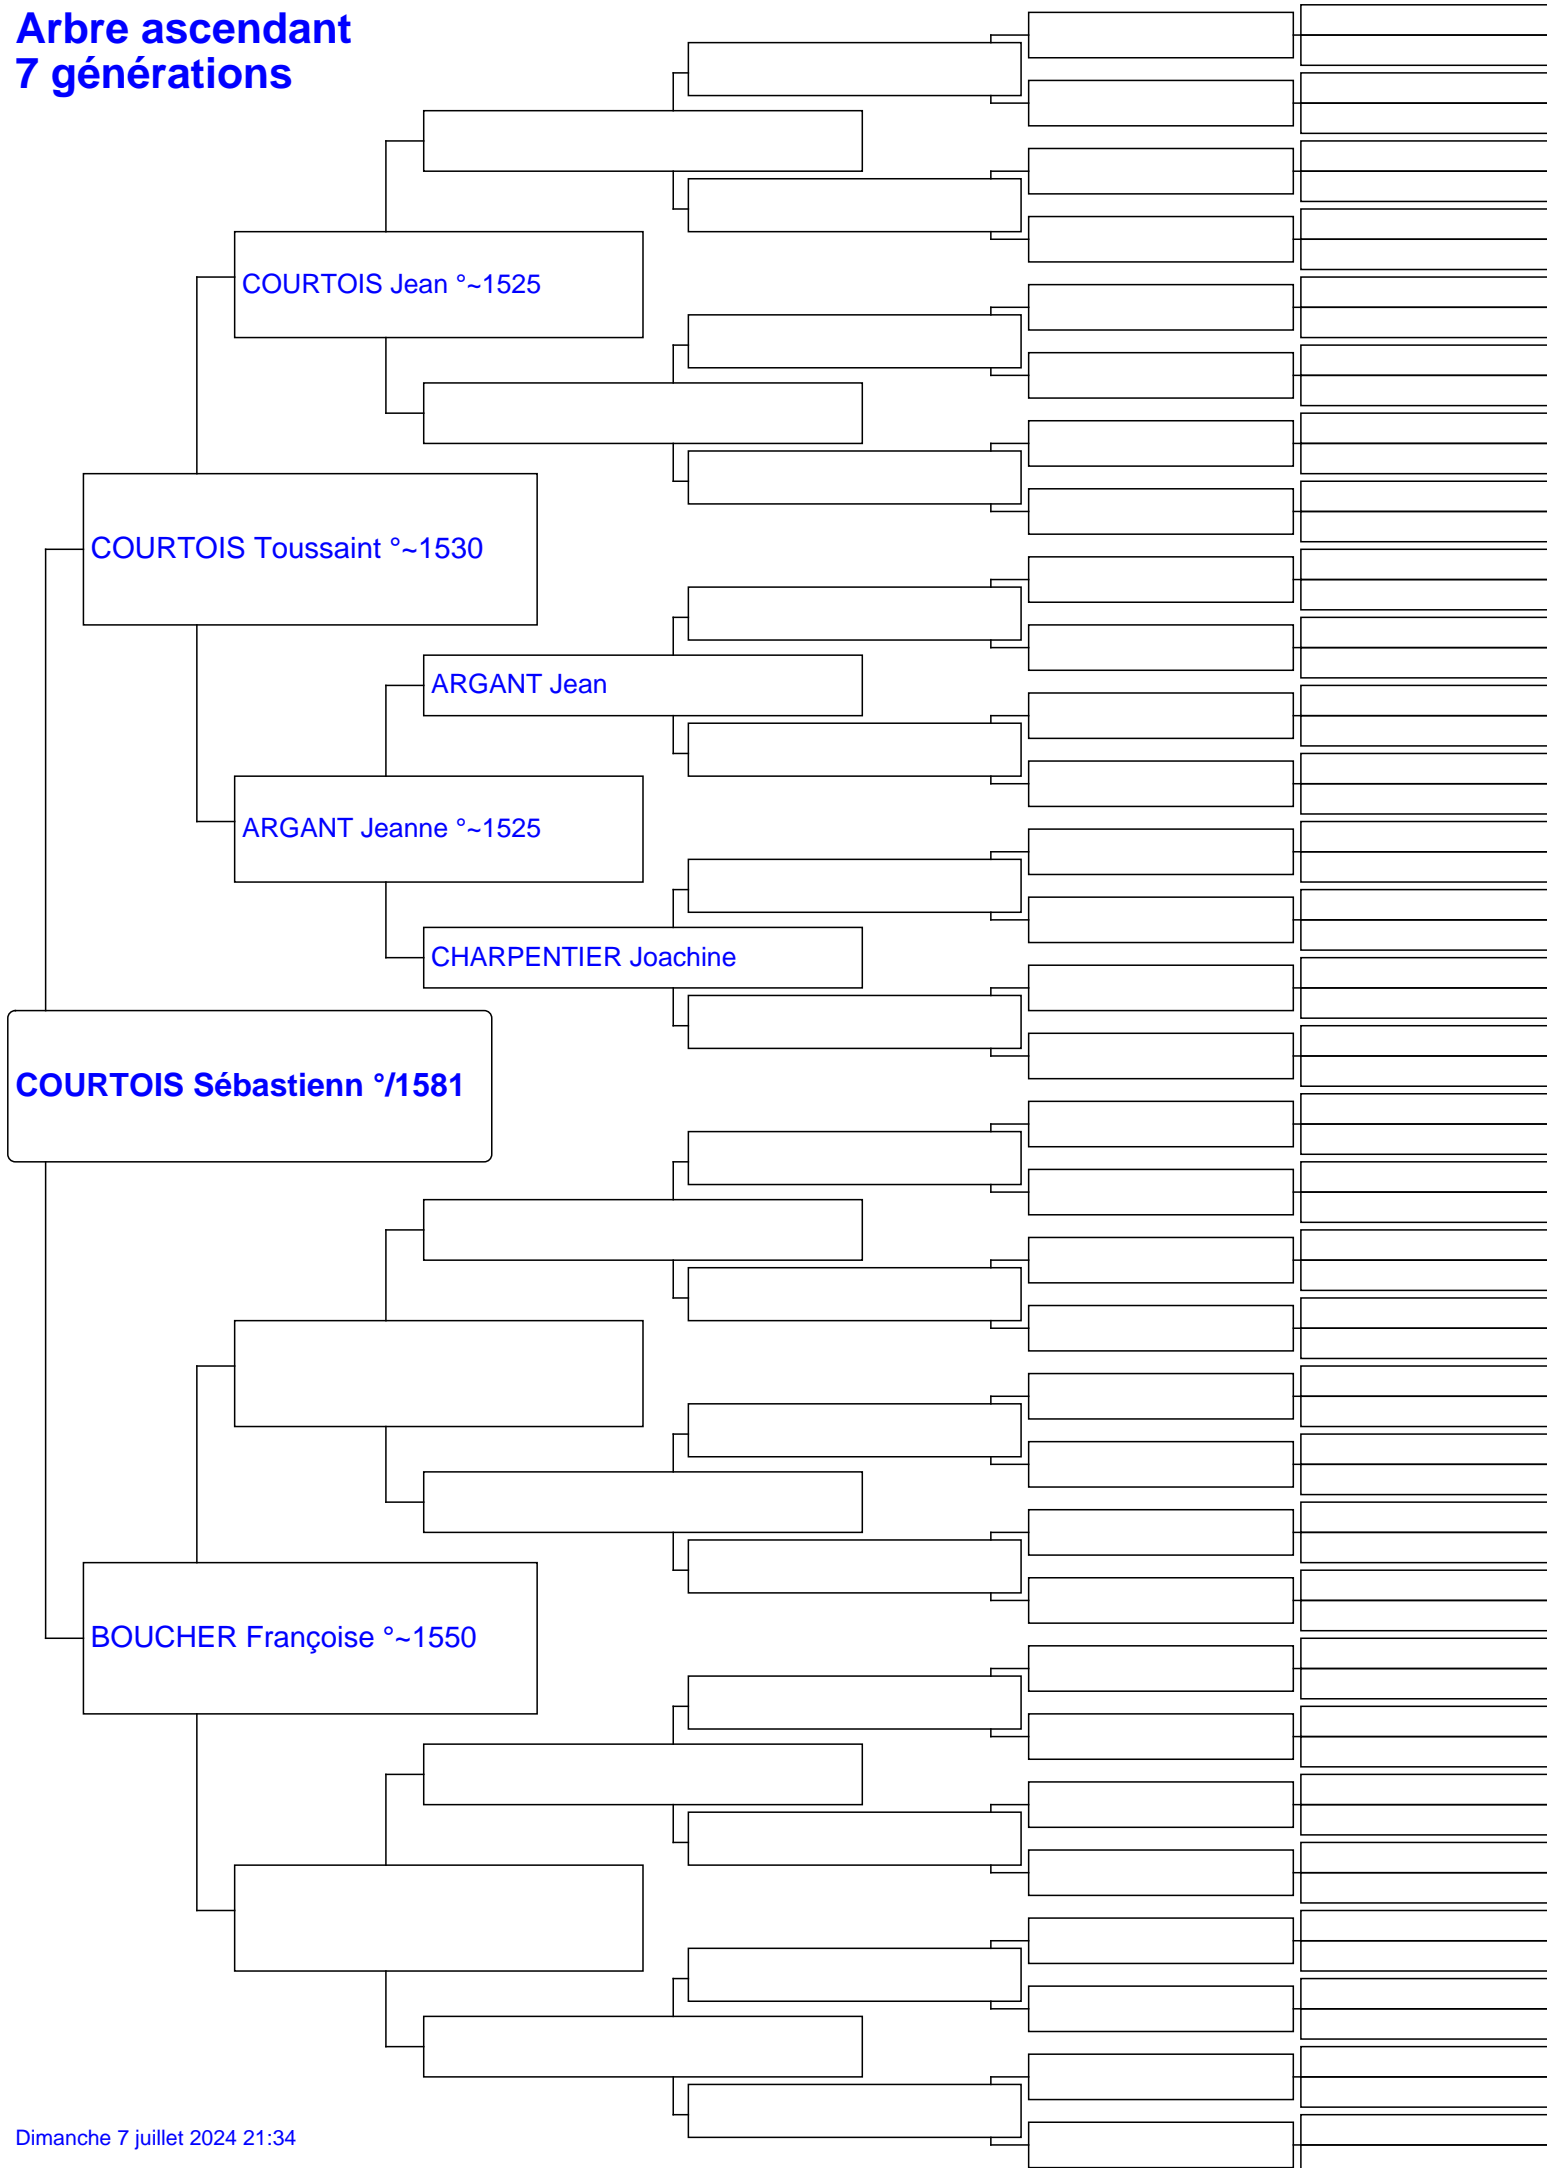 Arbre ascendant
7 générations
COURTOIS Jean °~1525
COURTOIS Toussaint °~1530
ARGANT Jean
ARGANT Jeanne °~1525
CHARPENTIER Joachine
COURTOIS Sébastienn °/1581
BOUCHER Françoise °~1550
Dimanche 7 juillet 2024 21:34